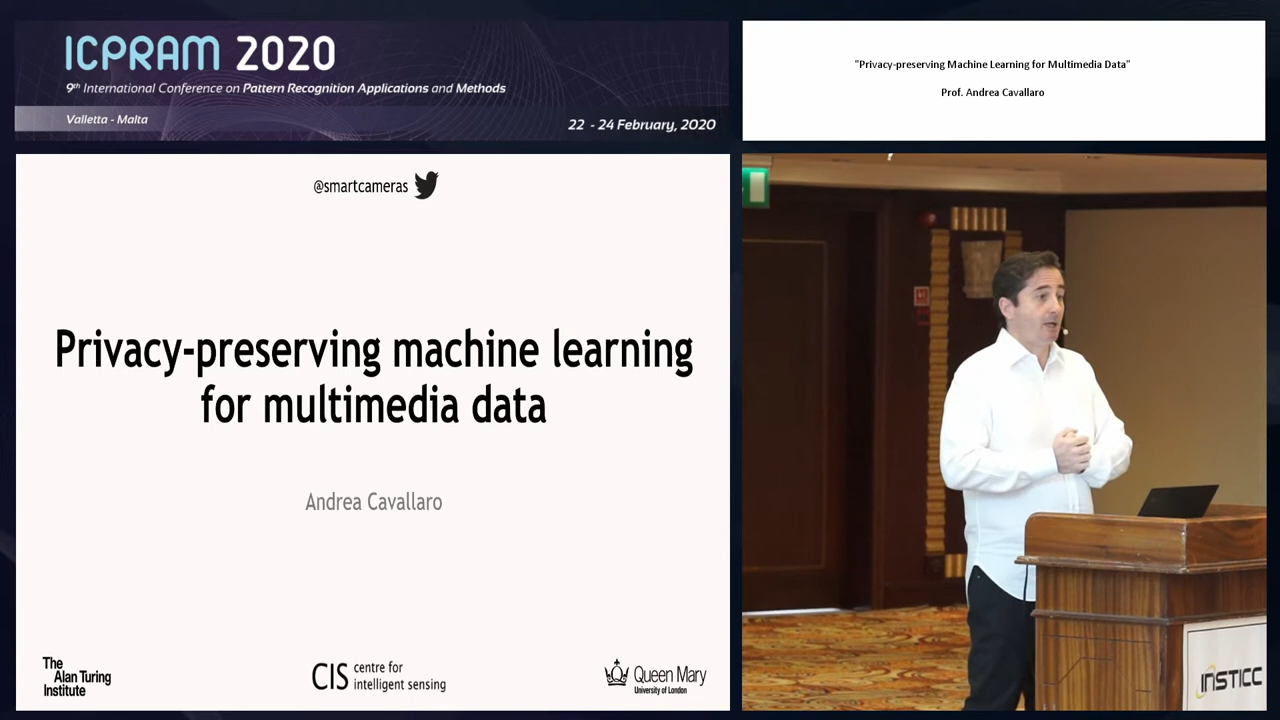 ICPRAM 2020
9th International Conference on Pattern Recognition Applications and Methods
Valletta - Malta
22 - 24 February, 2020
"Privacy-preserving Machine Learning for Multimedia Data"
Prof. Andrea Cavallaro
@smartcameras
Privacy-preserving machine learning
for multimedia data
Andrea Cavallaro
The
Alan Turing
Institute
CIS centre for
intelligent sensing
Queen Mary
University of London
INSTICC